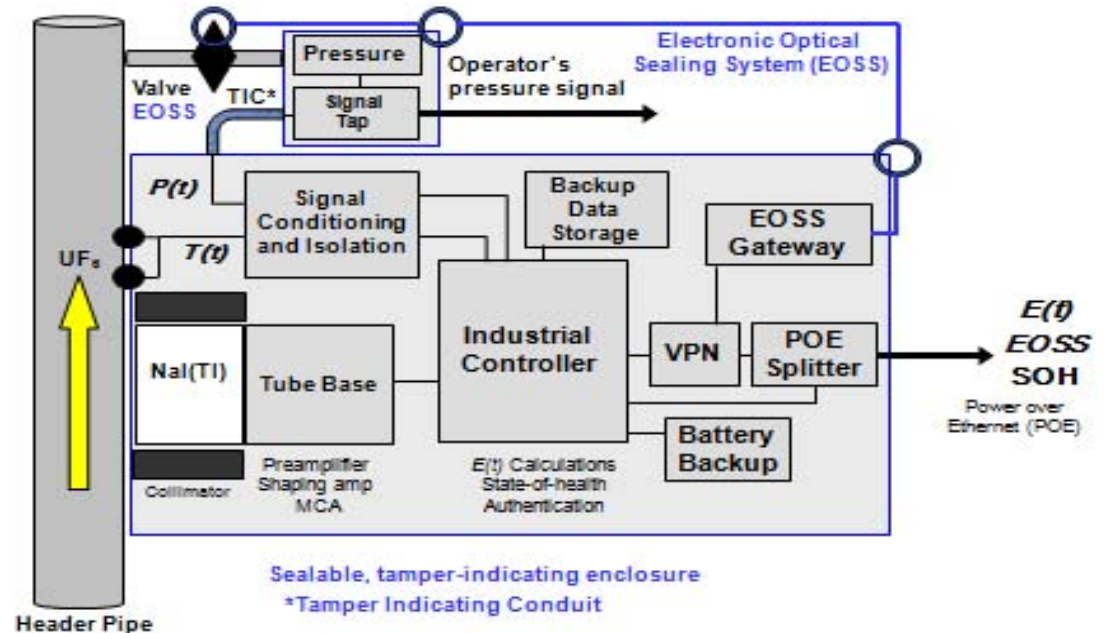 Pressure
Signal
Tap
Valve
EOSS
TIC*
Operator's
pressure signal
Electronic Optical
Sealing System (EOSS)
P(t)
T(t)
UF₆
Signal
Conditioning
and Isolation
Backup
Data
Storage
EOSS
Gateway
NaI(Tl)
Tube Base
Industrial
Controller
VPN
POE
Splitter
E(t)
EOSS
SOH
Power over
Ethernet (POE)
Battery
Backup
Collimator
Preamplifier
Shaping amp
MCA
E(t) Calculations
State-of-health
Authentication
Sealable, tamper-indicating enclosure
*Tamper Indicating Conduit
Header Pipe